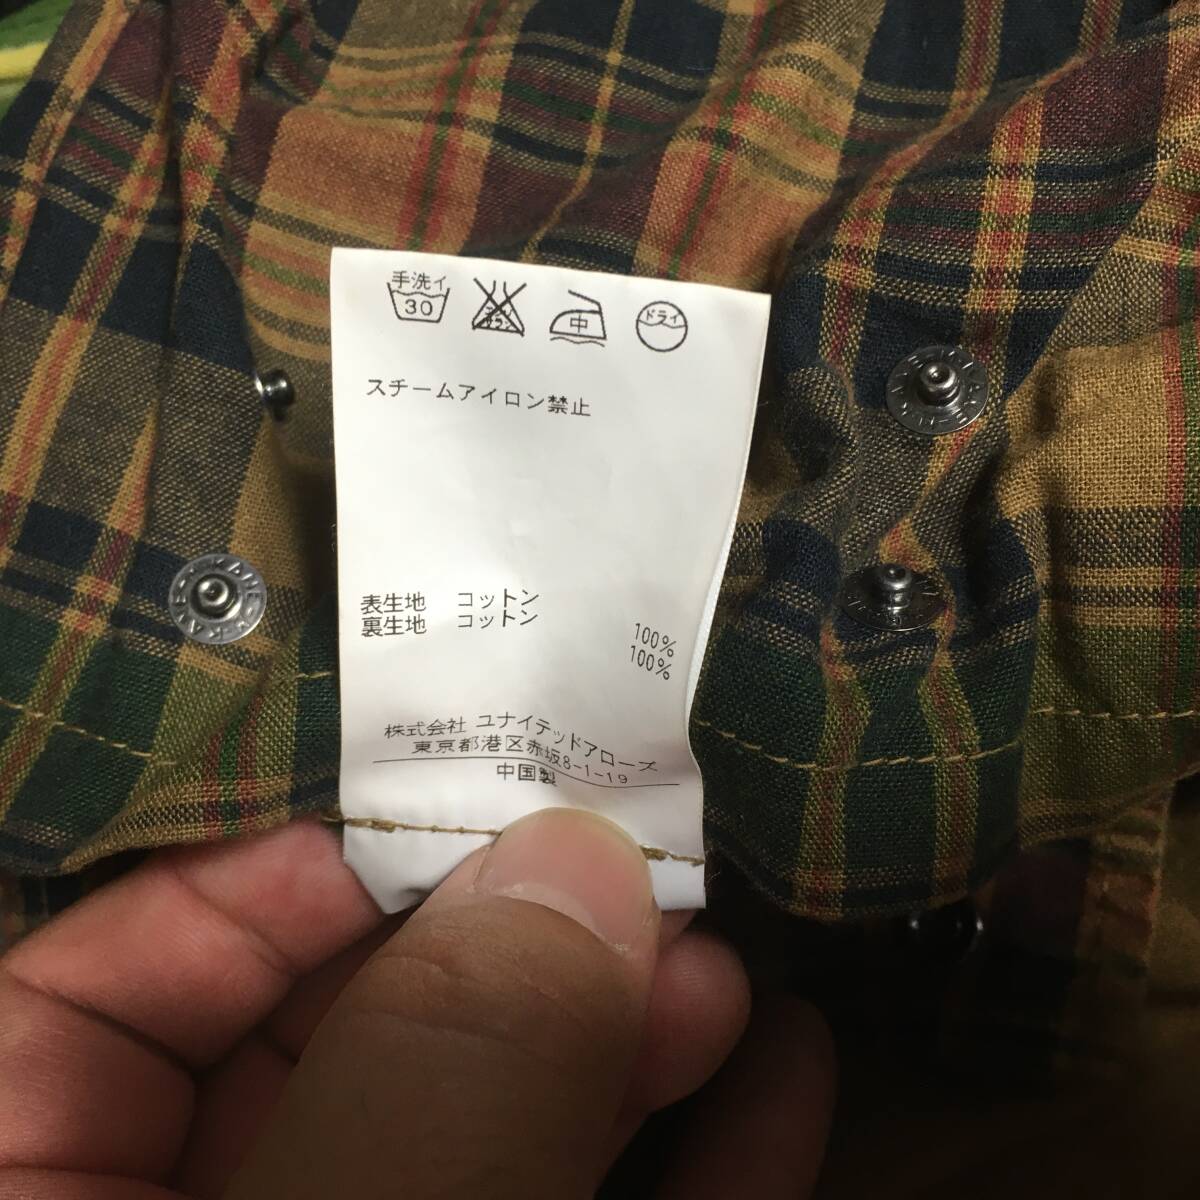 手洗イ
30
中
ドライ
スチームアイロン禁止
表生地 コットン 100%
裏生地 コットン 100%
株式会社 ユナイテッドアローズ
東京都港区赤坂8-1-19
中国製